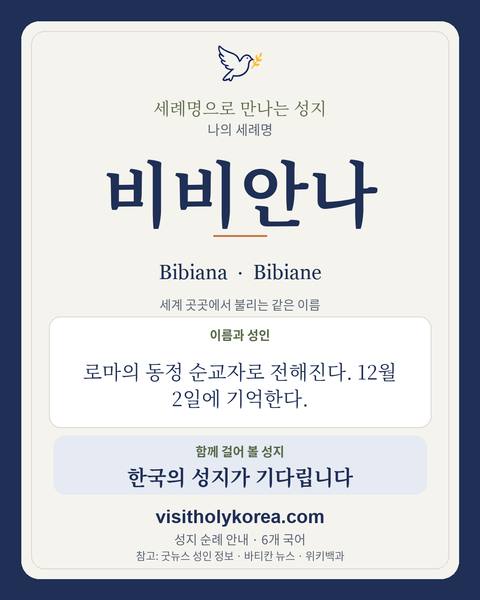 세례명으로 만나는 성지
나의 세례명
비비안나
Bibiana · Bibiane
세계 곳곳에서 불리는 같은 이름
이름과 성인
로마의 동정 순교자로 전해진다. 12월
2일에 기억한다.
함께 걸어 볼 성지
한국의 성지가 기다립니다
visitholykorea.com
성지 순례 안내 · 6개 국어
참고: 굿뉴스 성인 정보 · 바티칸 뉴스 · 위키백과